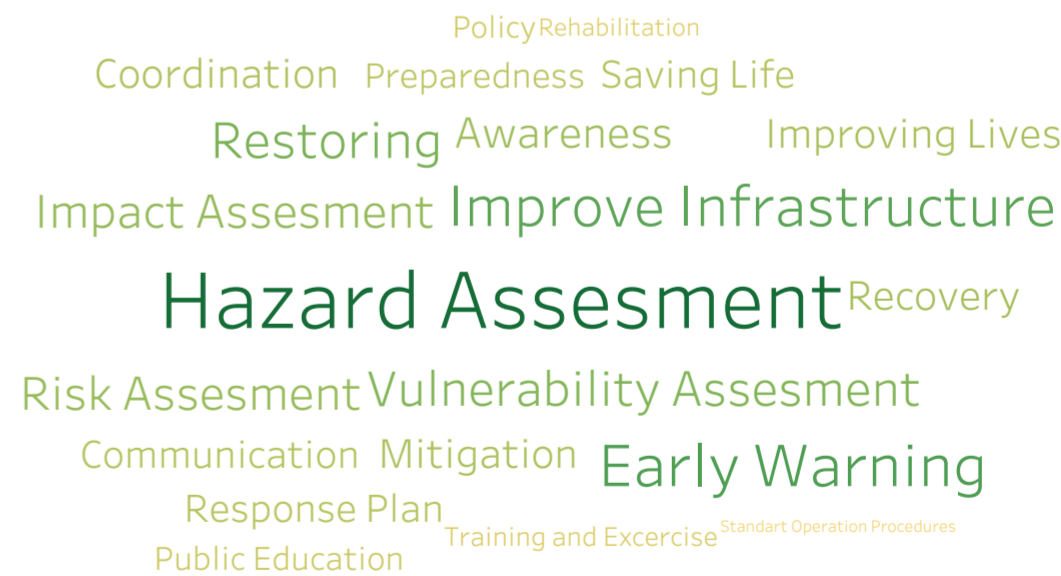 Policy Rehabilitation
Coordination Preparedness Saving Life
Restoring Awareness Improving Lives
Impact Assesment Improve Infrastructure
Hazard Assesment Recovery
Risk Assesment Vulnerability Assesment
Communication Mitigation Early Warning
Response Plan
Training and Excercise Standart Operation Procedures
Public Education